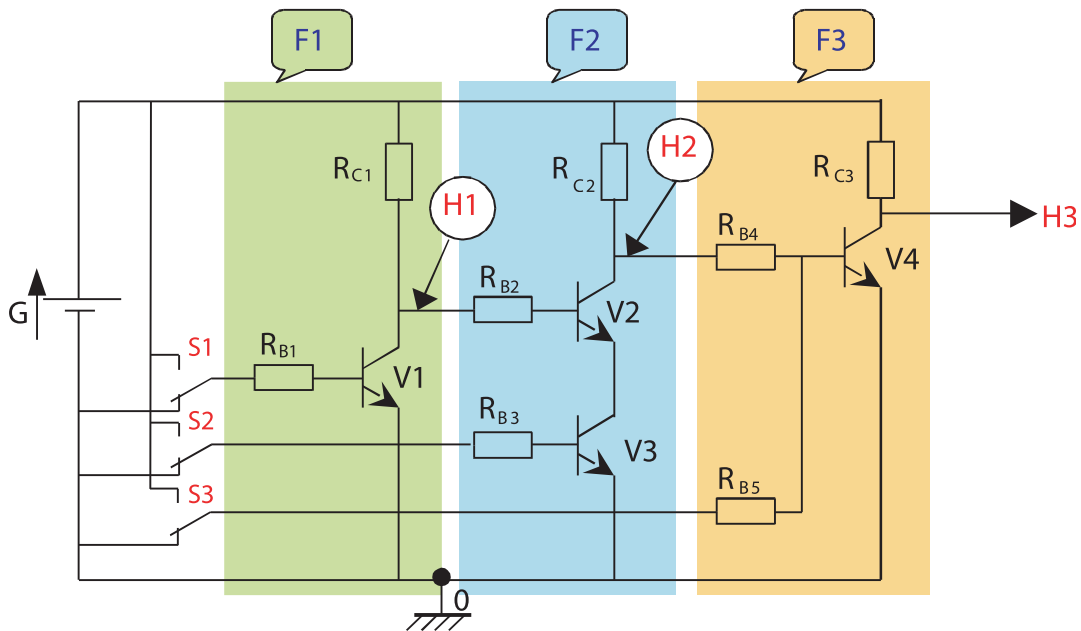 F1
F2
F3
RC1
H1
RC2
H2
RC3
H3
RB4
V4
RB2
V2
G
S1
RB1
V1
S2
RB3
V3
S3
RB5
0